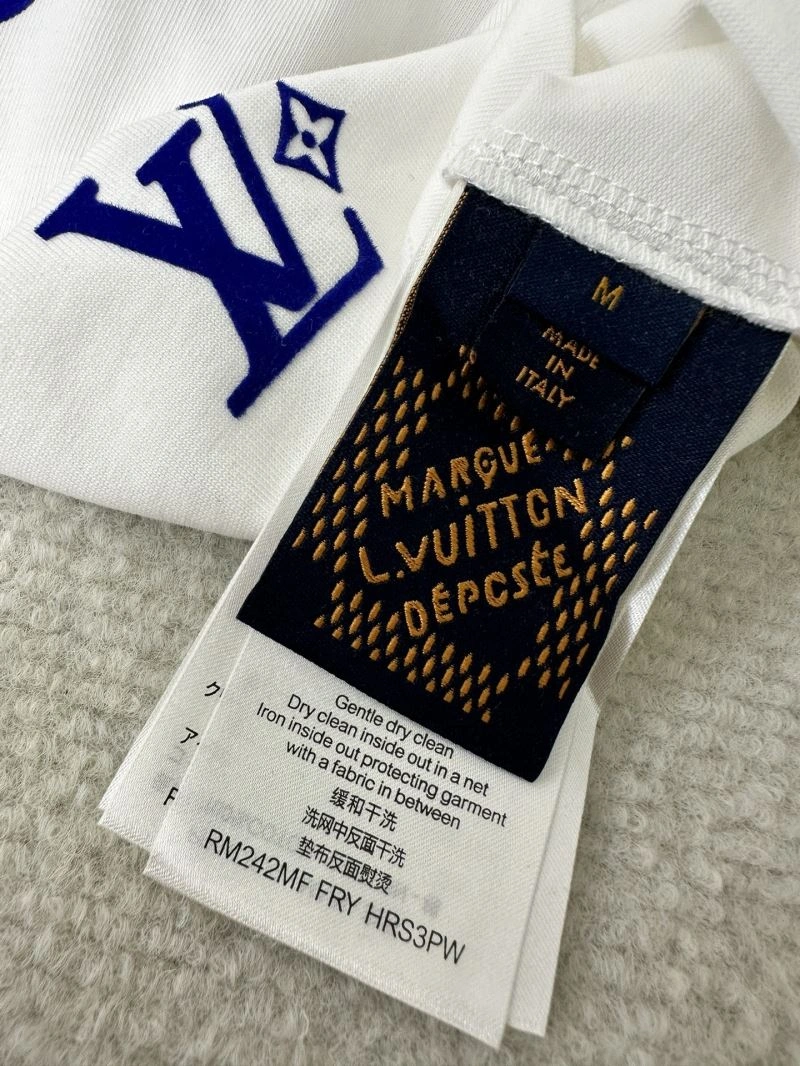 LV
M
MADE
IN
ITALY
MARQUE
L.VUITTON
DÉPOSÉE
Gentle dry clean
Dry clean inside out in a net
Iron inside out protecting garment
with a fabric in between
缓和干洗
洗网中反面干洗
垫布反面熨烫
RM242MF FRY HRS3PW